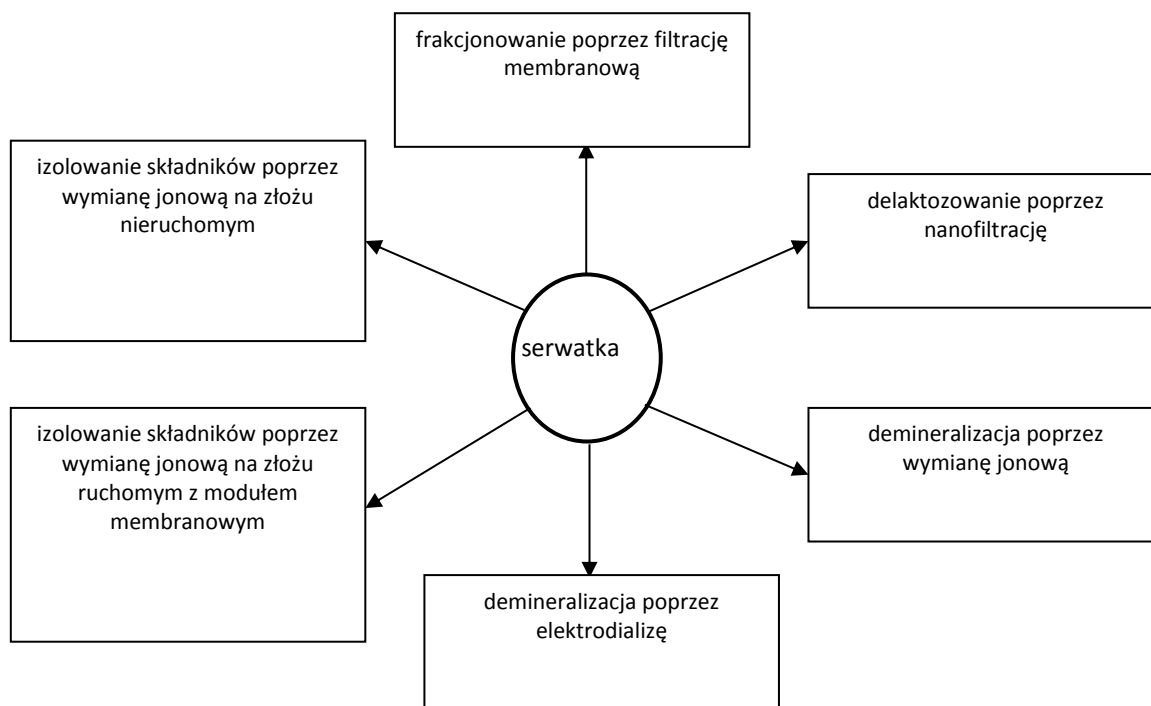 frakcjonowanie poprzez filtrację
membranową
izolowanie składników poprzez
wymianę jonową na złożu
nieruchomym
delaktozowanie poprzez
nanofiltrację
serwatka
izolowanie składników poprzez
wymianę jonową na złożu
ruchomym z modułem
membranowym
demineralizacja poprzez
wymianę jonową
demineralizacja poprzez
elektrodializę